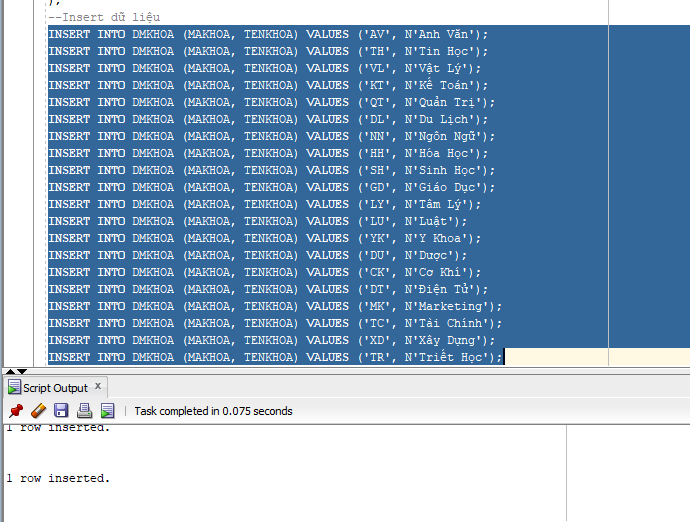 );
--Insert dữ liệu
INSERT INTO DMKHOA (MAKHOA, TENKHOA) VALUES ('AV', N'Anh Văn');
INSERT INTO DMKHOA (MAKHOA, TENKHOA) VALUES ('TH', N'Tin Học');
INSERT INTO DMKHOA (MAKHOA, TENKHOA) VALUES ('VL', N'Vật Lý');
INSERT INTO DMKHOA (MAKHOA, TENKHOA) VALUES ('KT', N'Kế Toán');
INSERT INTO DMKHOA (MAKHOA, TENKHOA) VALUES ('QT', N'Quản Trị');
INSERT INTO DMKHOA (MAKHOA, TENKHOA) VALUES ('DL', N'Du Lịch');
INSERT INTO DMKHOA (MAKHOA, TENKHOA) VALUES ('NN', N'Ngôn Ngữ');
INSERT INTO DMKHOA (MAKHOA, TENKHOA) VALUES ('HH', N'Hóa Học');
INSERT INTO DMKHOA (MAKHOA, TENKHOA) VALUES ('SH', N'Sinh Học');
INSERT INTO DMKHOA (MAKHOA, TENKHOA) VALUES ('GD', N'Giáo Dục');
INSERT INTO DMKHOA (MAKHOA, TENKHOA) VALUES ('LY', N'Tâm Lý');
INSERT INTO DMKHOA (MAKHOA, TENKHOA) VALUES ('LU', N'Luật');
INSERT INTO DMKHOA (MAKHOA, TENKHOA) VALUES ('YK', N'Y Khoa');
INSERT INTO DMKHOA (MAKHOA, TENKHOA) VALUES ('DU', N'Dược');
INSERT INTO DMKHOA (MAKHOA, TENKHOA) VALUES ('CK', N'Cơ Khí');
INSERT INTO DMKHOA (MAKHOA, TENKHOA) VALUES ('DT', N'Điện Tử');
INSERT INTO DMKHOA (MAKHOA, TENKHOA) VALUES ('MK', N'Marketing');
INSERT INTO DMKHOA (MAKHOA, TENKHOA) VALUES ('TC', N'Tài Chính');
INSERT INTO DMKHOA (MAKHOA, TENKHOA) VALUES ('XD', N'Xây Dựng');
INSERT INTO DMKHOA (MAKHOA, TENKHOA) VALUES ('TR', N'Triết Học');
Script Output x
Task completed in 0.075 seconds
1 row inserted.
1 row inserted.